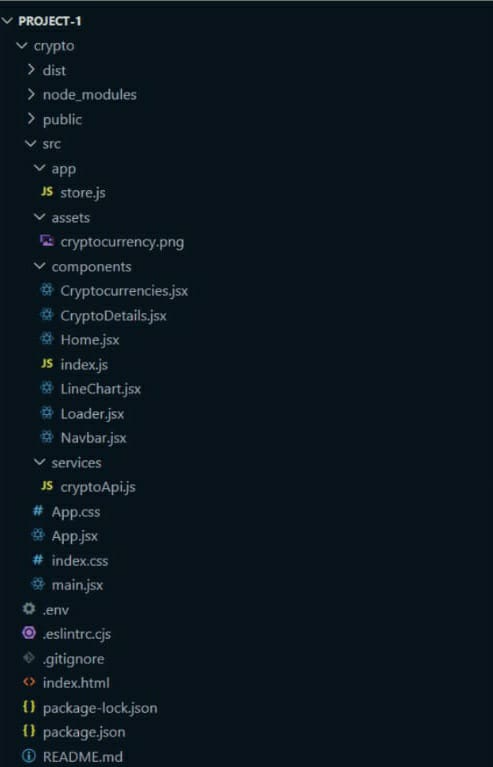 PROJECT-1
crypto
dist
node_modules
public
src
app
JS store.js
assets
cryptocurrency.png
components
Cryptocurrencies.jsx
CryptoDetails.jsx
Home.jsx
JS index.js
LineChart.jsx
Loader.jsx
Navbar.jsx
services
JS cryptoApi.js
# App.css
App.jsx
# index.css
main.jsx
.env
.eslintrc.cjs
.gitignore
<> index.html
{} package-lock.json
{} package.json
README.md